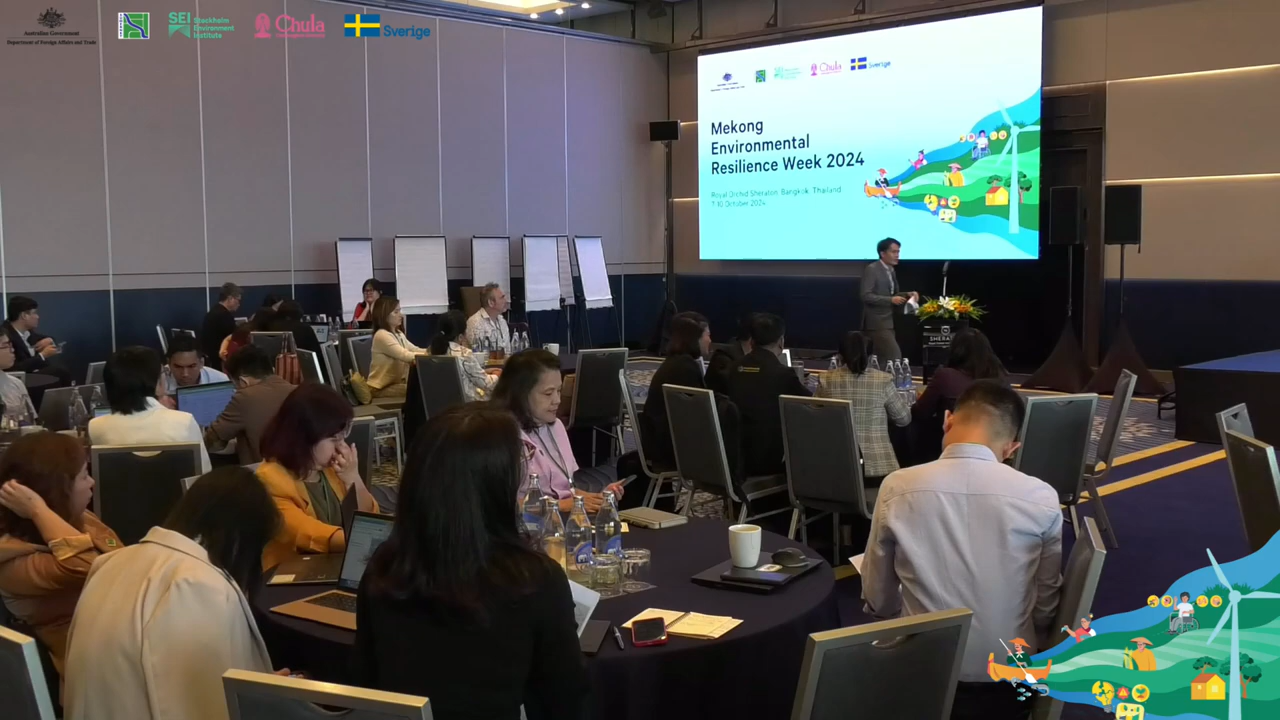 Australian Government
Department of Foreign Affairs and Trade
SEI Stockholm
Environment
Institute
Chula
Sverige
Chula
Sverige
Mekong
Environmental
Resilience Week 2024
Royal Orchid Sheraton, Bangkok, Thailand
7-10 October 2024